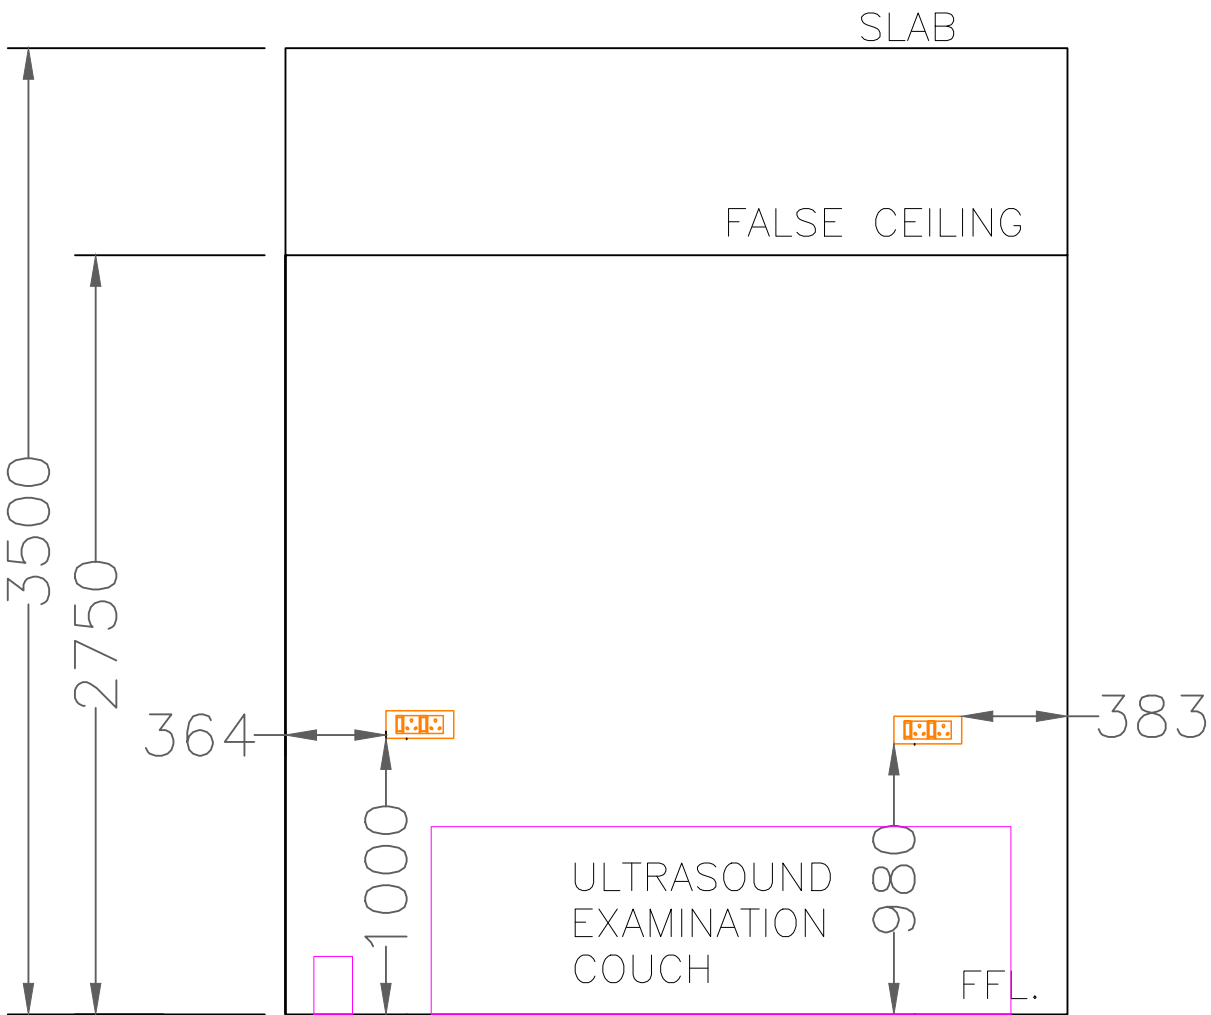 SLAB
FALSE CEILING
3500
2750
364
383
1000
980
ULTRASOUND
EXAMINATION
COUCH
FFL.